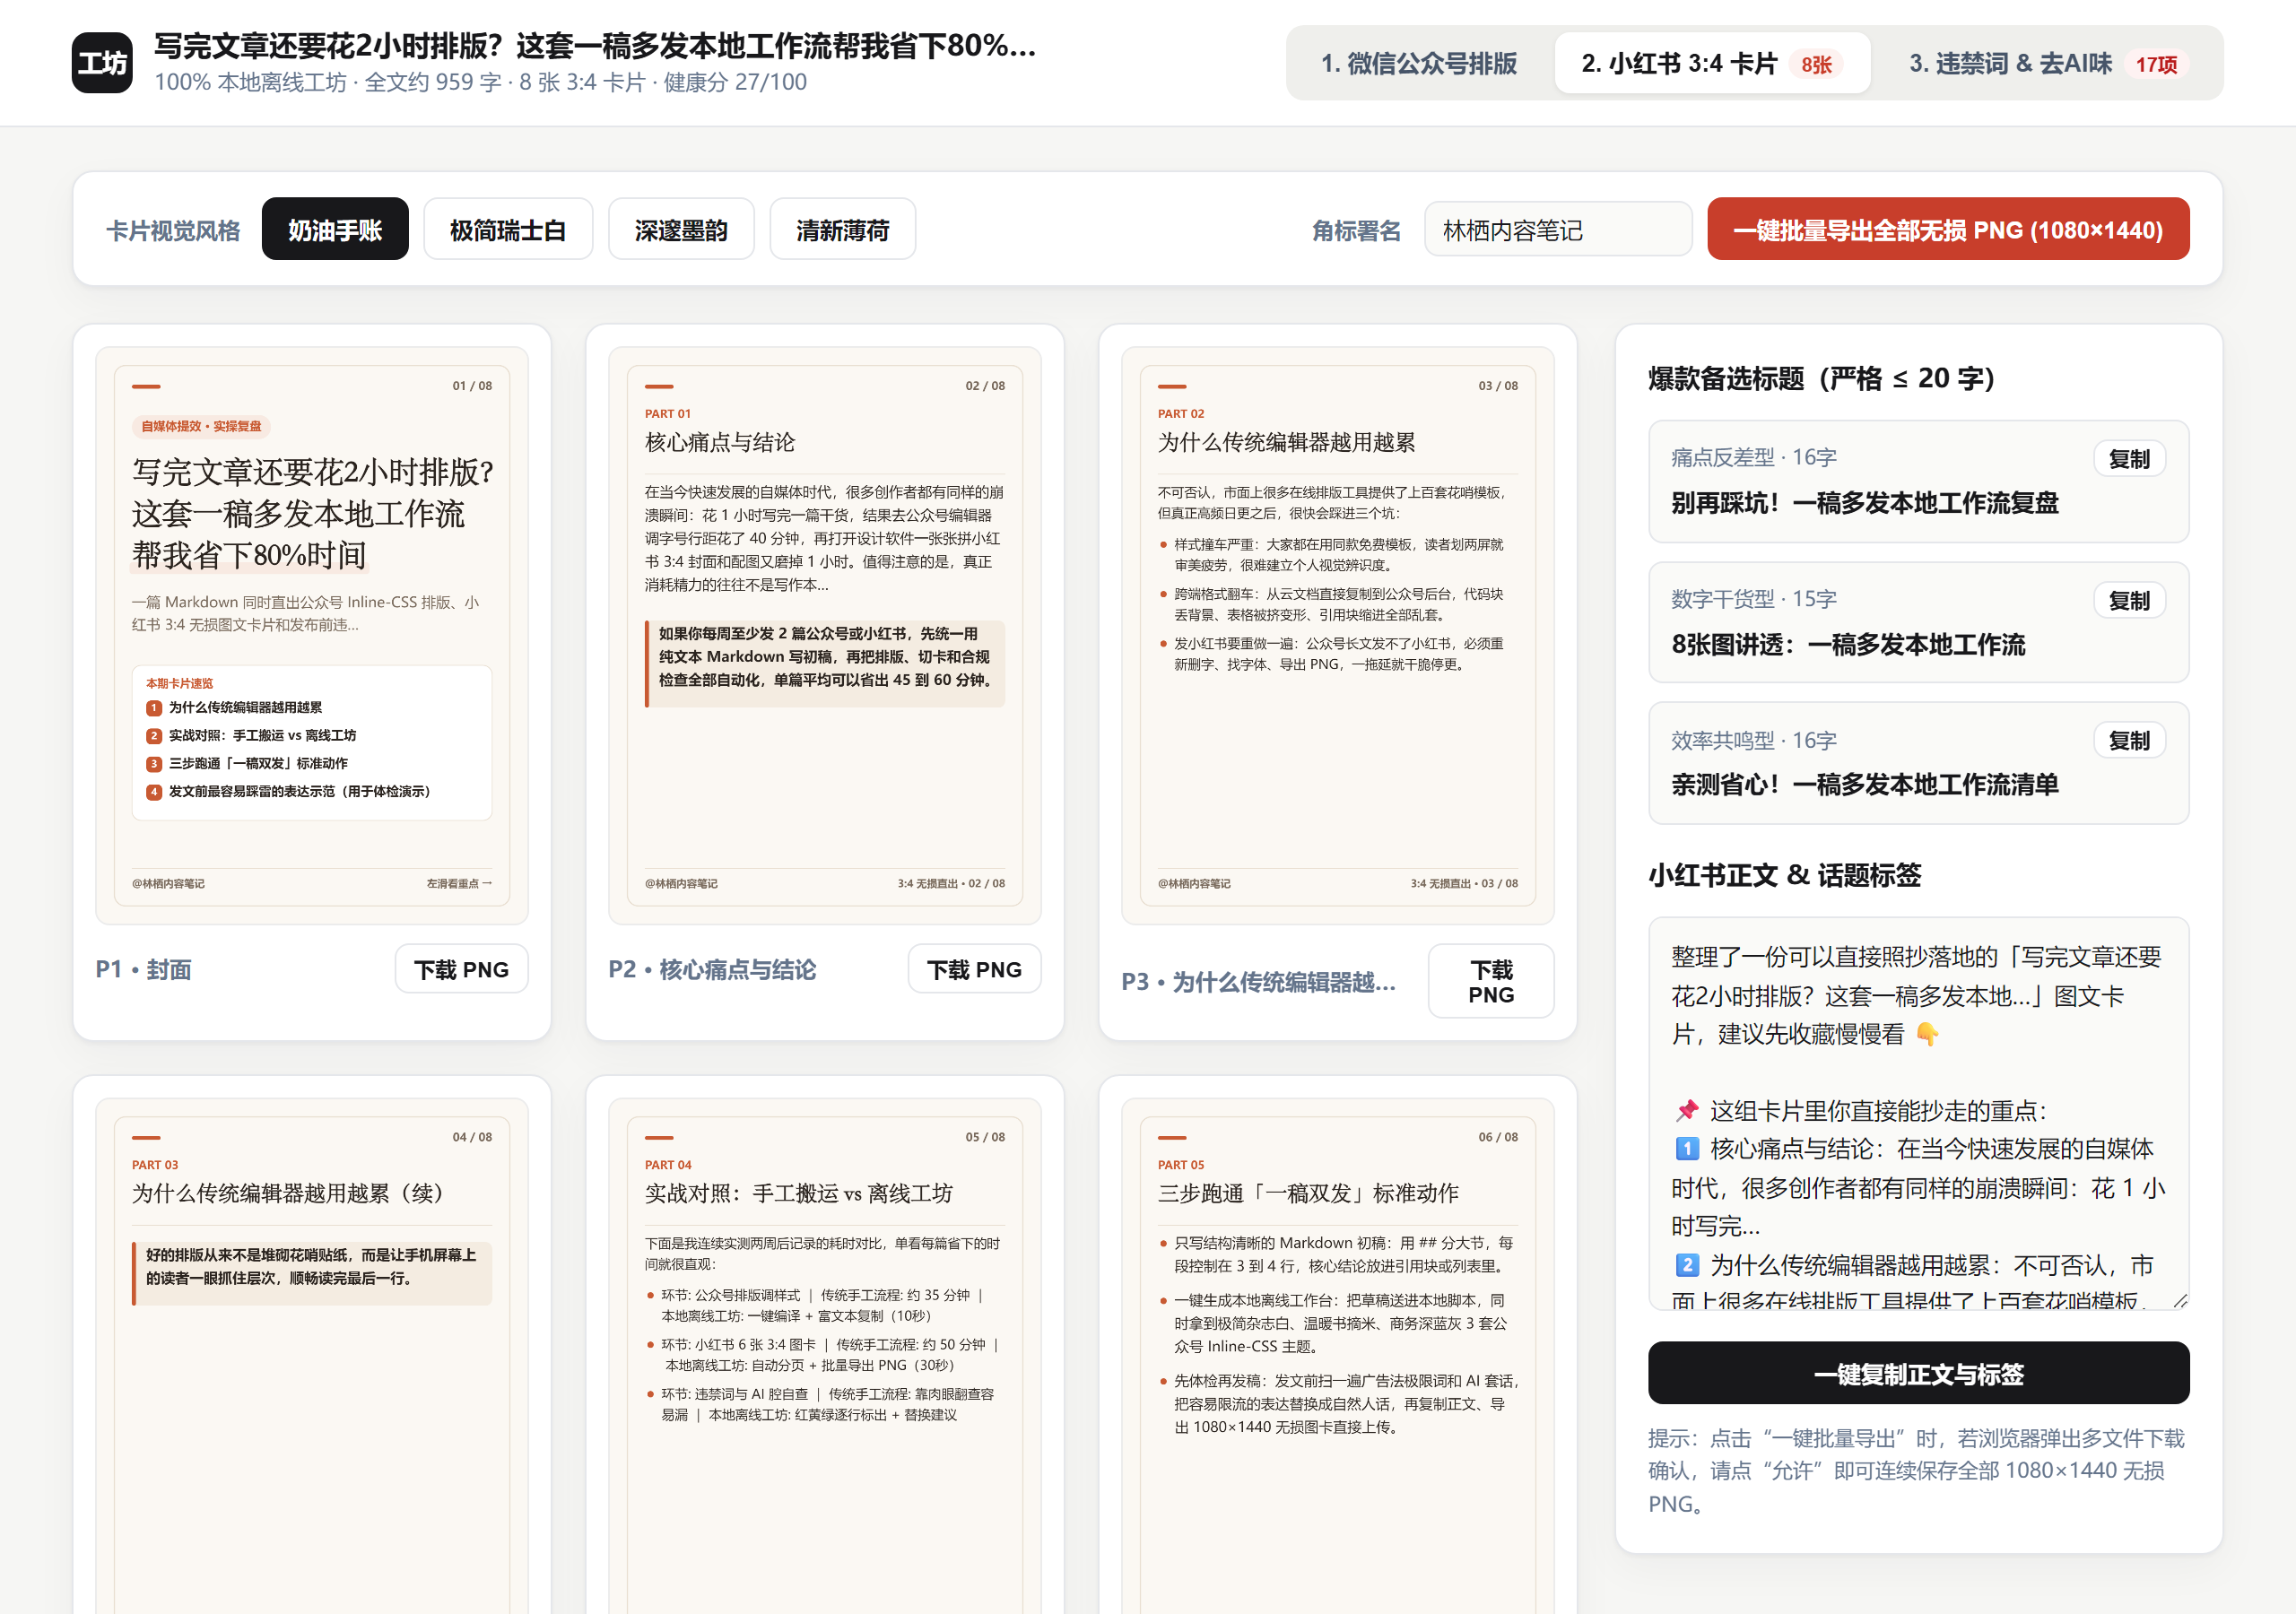 工坊
写完文章还要花2小时排版？这套一稿多发本地工作流帮我省下80%...
100% 本地离线工坊 · 全文约 959 字 · 8 张 3:4 卡片 · 健康分 27/100
1. 微信公众号排版
2. 小红书 3:4 卡片 8张
3. 违禁词 & 去AI味 17项
卡片视觉风格
奶油手账
极简瑞士白
深邃墨韵
清新薄荷
角标署名
林栖内容笔记
一键批量导出全部无损 PNG (1080×1440)
01 / 08
自媒体提效 • 实操复盘
写完文章还要花2小时排版？
这套一稿多发本地工作流
帮我省下80%时间
一篇 Markdown 同时直出公众号 Inline-CSS 排版、小
红书 3:4 无损图文卡片和发布前违...
本期卡片速览
1 为什么传统编辑器越用越累
2 实战对照：手工搬运 vs 离线工坊
3 三步跑通「一稿双发」标准动作
4 发文前最容易踩雷的表达示范（用于体检演示）
@林栖内容笔记
左滑看重点 →
P1 • 封面
下载 PNG
02 / 08
PART 01
核心痛点与结论
在当今快速发展的自媒体时代，很多创作者都有同样的崩
溃瞬间：花 1 小时写完一篇干货，结果去公众号编辑器
调字号行距花了 40 分钟，再打开设计软件一张张拼小红
书 3:4 封面和配图又磨掉 1 小时。值得注意的是，真正
消耗精力的往往不是写作本...
如果你每周至少发 2 篇公众号或小红书，先统一用
纯文本 Markdown 写初稿，再把排版、切卡和合规
检查全部自动化，单篇平均可以省出 45 到 60 分钟。
@林栖内容笔记
3:4 无损直出 • 02 / 08
P2 • 核心痛点与结论
下载 PNG
03 / 08
PART 02
为什么传统编辑器越用越累
不可否认，市面上很多在线排版工具提供了上百套花哨模板，
但真正高频日更之后，很快会踩进三个坑：
• 样式撞车严重：大家都在用同款免费模板，读者划两屏就
审美疲劳，很难建立个人视觉辨识度。
• 跨端格式翻车：从云文档直接复制到公众号后台，代码块
丢背景、表格被挤变形、引用块缩进全部乱套。
• 发小红书要重做一遍：公众号长文发不了小红书，必须重
新删字、找字体、导出 PNG，一拖延就干脆停更。
@林栖内容笔记
3:4 无损直出 • 03 / 08
P3 • 为什么传统编辑器越...
下载
PNG
04 / 08
PART 03
为什么传统编辑器越用越累（续）
好的排版从来不是堆砌花哨贴纸，而是让手机屏幕上
的读者一眼抓住层次，顺畅读完最后一行。
05 / 08
PART 04
实战对照：手工搬运 vs 离线工坊
下面是我连续实测两周后记录的耗时对比，单看每篇省下的时
间就很直观：
• 环节: 公众号排版调样式 ｜ 传统手工流程: 约 35 分钟 ｜
本地离线工坊: 一键编译 + 富文本复制（10秒）
• 环节: 小红书 6 张 3:4 图卡 ｜ 传统手工流程: 约 50 分钟 ｜
本地离线工坊: 自动分页 + 批量导出 PNG（30秒）
• 环节: 违禁词与 AI 腔自查 ｜ 传统手工流程: 靠肉眼翻查容
易漏 ｜ 本地离线工坊: 红黄绿逐行标出 + 替换建议
06 / 08
PART 05
三步跑通「一稿双发」标准动作
• 只写结构清晰的 Markdown 初稿：用 ## 分大节，每
段控制在 3 到 4 行，核心结论放进引用块或列表里。
• 一键生成本地离线工作台：把草稿送进本地脚本，同
时拿到极简杂志白、温暖书摘米、商务深蓝灰 3 套公
众号 Inline-CSS 主题。
• 先体检再发稿：发文前扫一遍广告法极限词和 AI 套话，
把容易限流的表达替换成自然人话，再复制正文、导
出 1080×1440 无损图卡直接上传。
爆款备选标题（严格 ≤ 20 字）
痛点反差型 · 16字
复制
别再踩坑！一稿多发本地工作流复盘
数字干货型 · 15字
复制
8张图讲透：一稿多发本地工作流
效率共鸣型 · 16字
复制
亲测省心！一稿多发本地工作流清单
小红书正文 & 话题标签
整理了一份可以直接照抄落地的「写完文章还要
花2小时排版？这套一稿多发本地...」图文卡
片，建议先收藏慢慢看 👇
📌 这组卡片里你直接能抄走的重点：
1️⃣ 核心痛点与结论：在当今快速发展的自媒体
时代，很多创作者都有同样的崩溃瞬间：花 1 小
时写完...
2️⃣ 为什么传统编辑器越用越累：不可否认，市
面上很多在线排版工具提供了上百套花哨模板，
一键复制正文与标签
提示：点击“一键批量导出”时，若浏览器弹出多文件下载
确认，请点“允许”即可连续保存全部 1080×1440 无损
PNG。